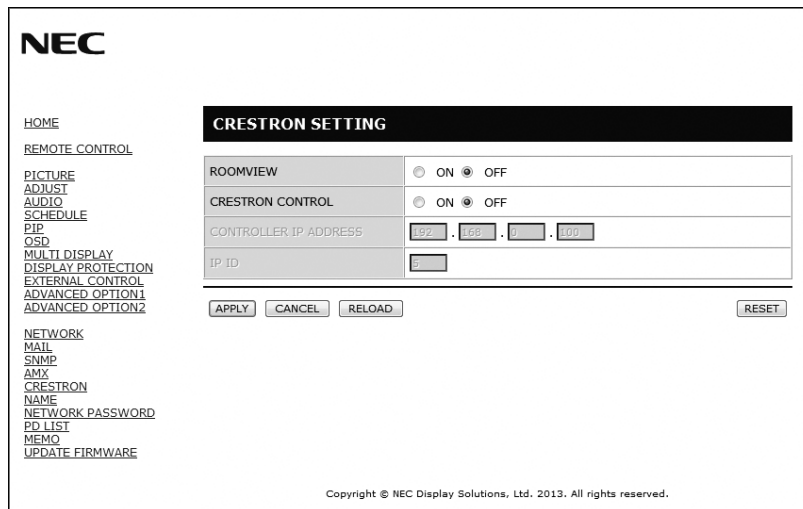 NEC
HOME
REMOTE CONTROL
PICTURE
ADJUST
AUDIO
SCHEDULE
PIP
OSD
MULTI DISPLAY
DISPLAY PROTECTION
EXTERNAL CONTROL
ADVANCED OPTION1
ADVANCED OPTION2
NETWORK
MAIL
SNMP
AMX
CRESTRON
NAME
NETWORK PASSWORD
PD LIST
MEMO
UPDATE FIRMWARE
CRESTRON SETTING
ROOMVIEW ON OFF
CRESTRON CONTROL ON OFF
CONTROLLER IP ADDRESS 192 . 168 . 0 . 100
IP ID 5
APPLY CANCEL RELOAD RESET
Copyright © NEC Display Solutions, Ltd. 2013. All rights reserved.